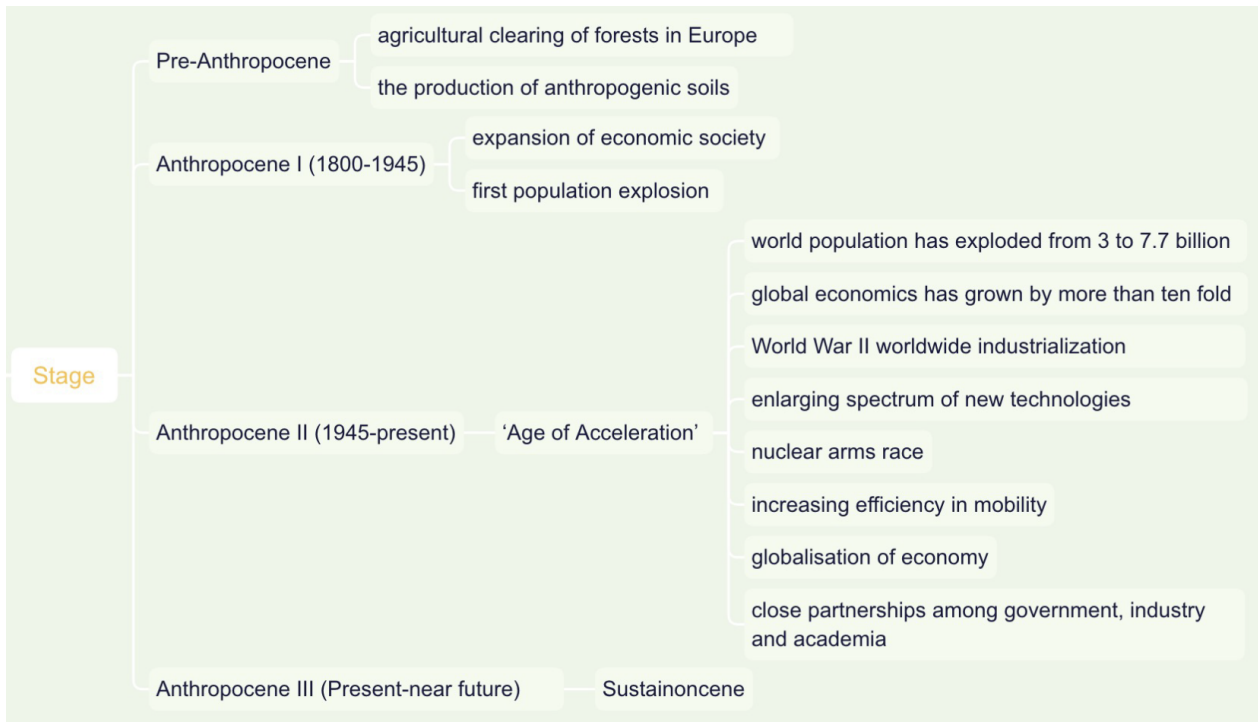 Stage
Pre-Anthropocene
agricultural clearing of forests in Europe
the production of anthropogenic soils
Anthropocene I (1800-1945)
expansion of economic society
first population explosion
Anthropocene II (1945-present)
‘Age of Acceleration’
world population has exploded from 3 to 7.7 billion
global economics has grown by more than ten fold
World War II worldwide industrialization
enlarging spectrum of new technologies
nuclear arms race
increasing efficiency in mobility
globalisation of economy
close partnerships among government, industry
and academia
Anthropocene III (Present-near future)
Sustainoncene